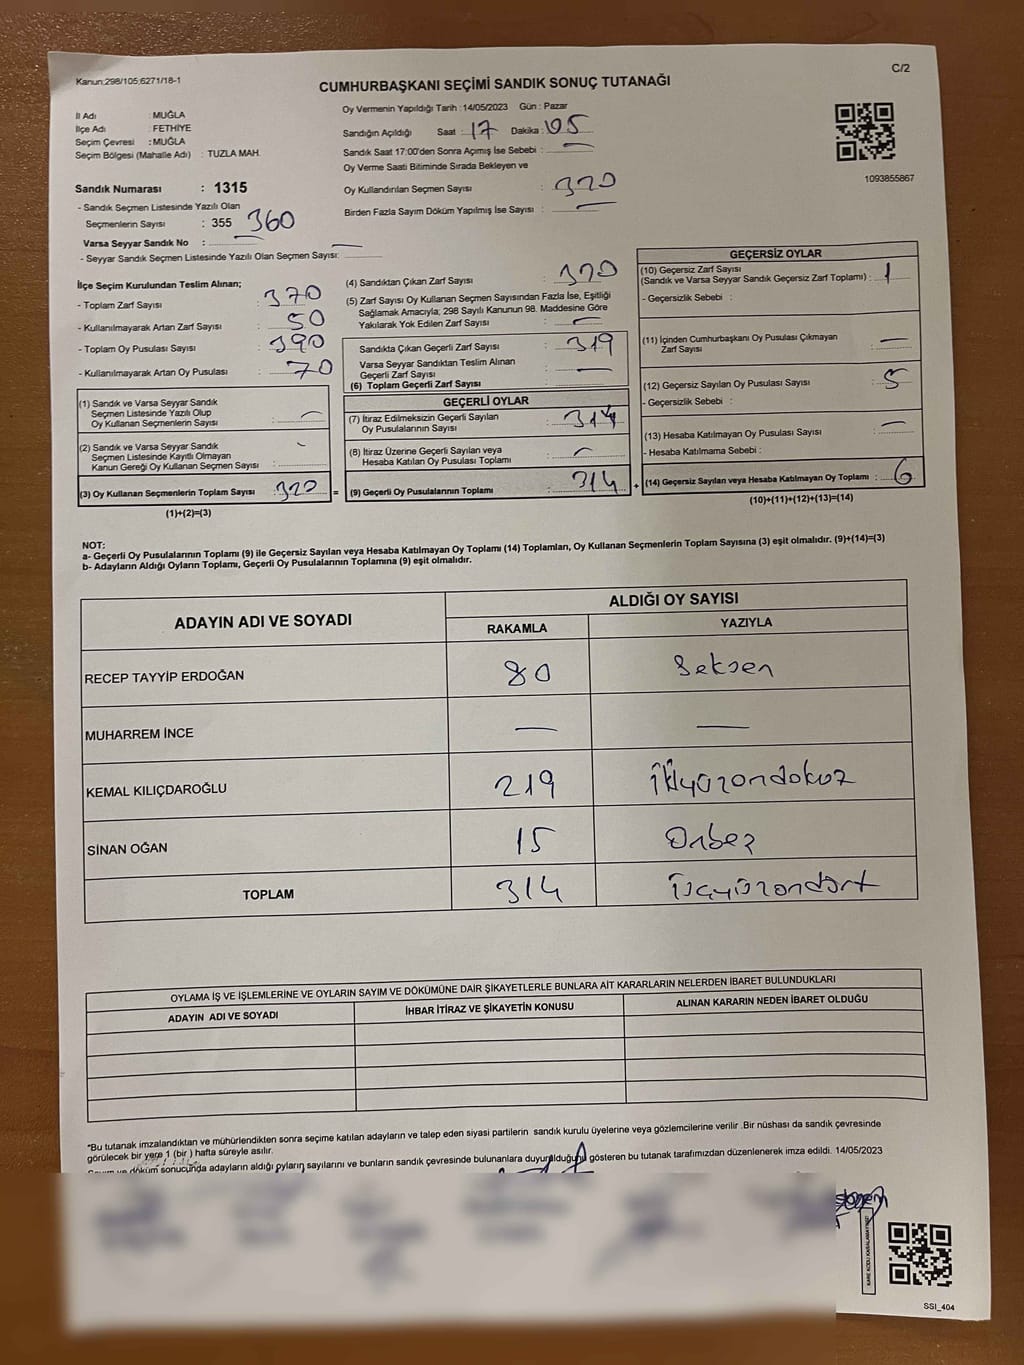 Kanun:298/105;6271/18-1
C/2
CUMHURBAŞKANI SEÇİMİ SANDIK SONUÇ TUTANAĞI
İl Adı : MUĞLA
İlçe Adı : FETHİYE
Seçim Çevresi : MUĞLA
Seçim Bölgesi (Mahalle Adı) : TUZLA MAH.
Sandık Numarası : 1315
- Sandık Seçmen Listesinde Yazılı Olan
Seçmenlerin Sayısı : 355 360
Varsa Seyyar Sandık No :
- Seyyar Sandık Seçmen Listesinde Yazılı Olan Seçmen Sayısı:
Oy Vermenin Yapıldığı Tarih : 14/05/2023 Gün : Pazar
Sandığın Açıldığı Saat : 17 Dakika : 05
Sandık Saat 17:00'den Sonra Açımış İse Sebebi : —
Oy Verme Saati Bitiminde Sırada Bekleyen ve
Oy Kullandırılan Seçmen Sayısı : 320
Birden Fazla Sayım Döküm Yapılmış İse Sayısı : —
1093855867
İlçe Seçim Kurulundan Teslim Alınan;
- Toplam Zarf Sayısı : 370
- Kullanılmayarak Artan Zarf Sayısı : 50
- Toplam Oy Pusulası Sayısı : 390
- Kullanılmayarak Artan Oy Pusulası : 70
(1) Sandık ve Varsa Seyyar Sandık
Seçmen Listesinde Yazılı Olup
Oy Kullanan Seçmenlerin Sayısı : —
(2) Sandık ve Varsa Seyyar Sandık
Seçmen Listesinde Kayıtlı Olmayan
Kanun Gereği Oy Kullanan Seçmen Sayısı : -
(3) Oy Kullanan Seçmenlerin Toplam Sayısı : 320 =
(1)+(2)=(3)
(4) Sandıktan Çıkan Zarf Sayısı : 320
(5) Zarf Sayısı Oy Kullanan Seçmen Sayısından Fazla İse, Eşitliği
Sağlamak Amacıyla; 298 Sayılı Kanunun 98. Maddesine Göre
Yakılarak Yok Edilen Zarf Sayısı : —
Sandıkta Çıkan Geçerli Zarf Sayısı : 319
Varsa Seyyar Sandıktan Teslim Alınan
Geçerli Zarf Sayısı : —
(6) Toplam Geçerli Zarf Sayısı :
GEÇERLİ OYLAR
(7) İtiraz Edilmeksizin Geçerli Sayılan
Oy Pusulalarının Sayısı : 314
(8) İtiraz Üzerine Geçerli Sayılan veya
Hesaba Katılan Oy Pusulası Toplamı : —
(9) Geçerli Oy Pusulalarının Toplamı : 314 +
GEÇERSİZ OYLAR
(10) Geçersiz Zarf Sayısı
(Sandık ve Varsa Seyyar Sandık Geçersiz Zarf Toplamı) : 1
- Geçersizlik Sebebi :
(11) İçinden Cumhurbaşkanı Oy Pusulası Çıkmayan
Zarf Sayısı : —
(12) Geçersiz Sayılan Oy Pusulası Sayısı : 5
- Geçersizlik Sebebi :
(13) Hesaba Katılmayan Oy Pusulası Sayısı : —
- Hesaba Katılmama Sebebi :
(14) Geçersiz Sayılan veya Hesaba Katılmayan Oy Toplamı : 6
(10)+(11)+(12)+(13)=(14)
NOT:
a- Geçerli Oy Pusulalarının Toplamı (9) ile Geçersiz Sayılan veya Hesaba Katılmayan Oy Toplamı (14) Toplamları, Oy Kullanan Seçmenlerin Toplam Sayısına (3) eşit olmalıdır. (9)+(14)=(3)
b- Adayların Aldığı Oyların Toplamı, Geçerli Oy Pusulalarının Toplamına (9) eşit olmalıdır.
ADAYIN ADI VE SOYADI ALDIĞI OY SAYISI
RAKAMLA YAZIYLA
RECEP TAYYİP ERDOĞAN 80 Seksen
MUHARREM İNCE — —
KEMAL KILIÇDAROĞLU 219 İkiyüzondokuz
SİNAN OĞAN 15 Onbeş
TOPLAM 314 üçyüzondört
OYLAMA İŞ VE İŞLEMLERİNE VE OYLARIN SAYIM VE DÖKÜMÜNE DAİR ŞİKAYETLERLE BUNLARA AİT KARARLARIN NELERDEN İBARET BULUNDUKLARI
ADAYIN ADI VE SOYADI İHBAR İTİRAZ VE ŞİKAYETİN KONUSU ALINAN KARARIN NEDEN İBARET OLDUĞU
*Bu tutanak imzalandıktan ve mühürlendikten sonra seçime katılan adayların ve talep eden siyasi partilerin sandık kurulu üyelerine veya gözlemcilerine verilir .Bir nüshası da sandık çevresinde
görülecek bir yere 1 (bir ) hafta süreyle asılır.
Sayım ve döküm sonucunda adayların aldığı oyların sayılarını ve bunların sandık çevresinde bulunanlara duyurulduğunu gösteren bu tutanak tarafımızdan düzenlenerek imza edildi. 14/05/2023
SSI_404